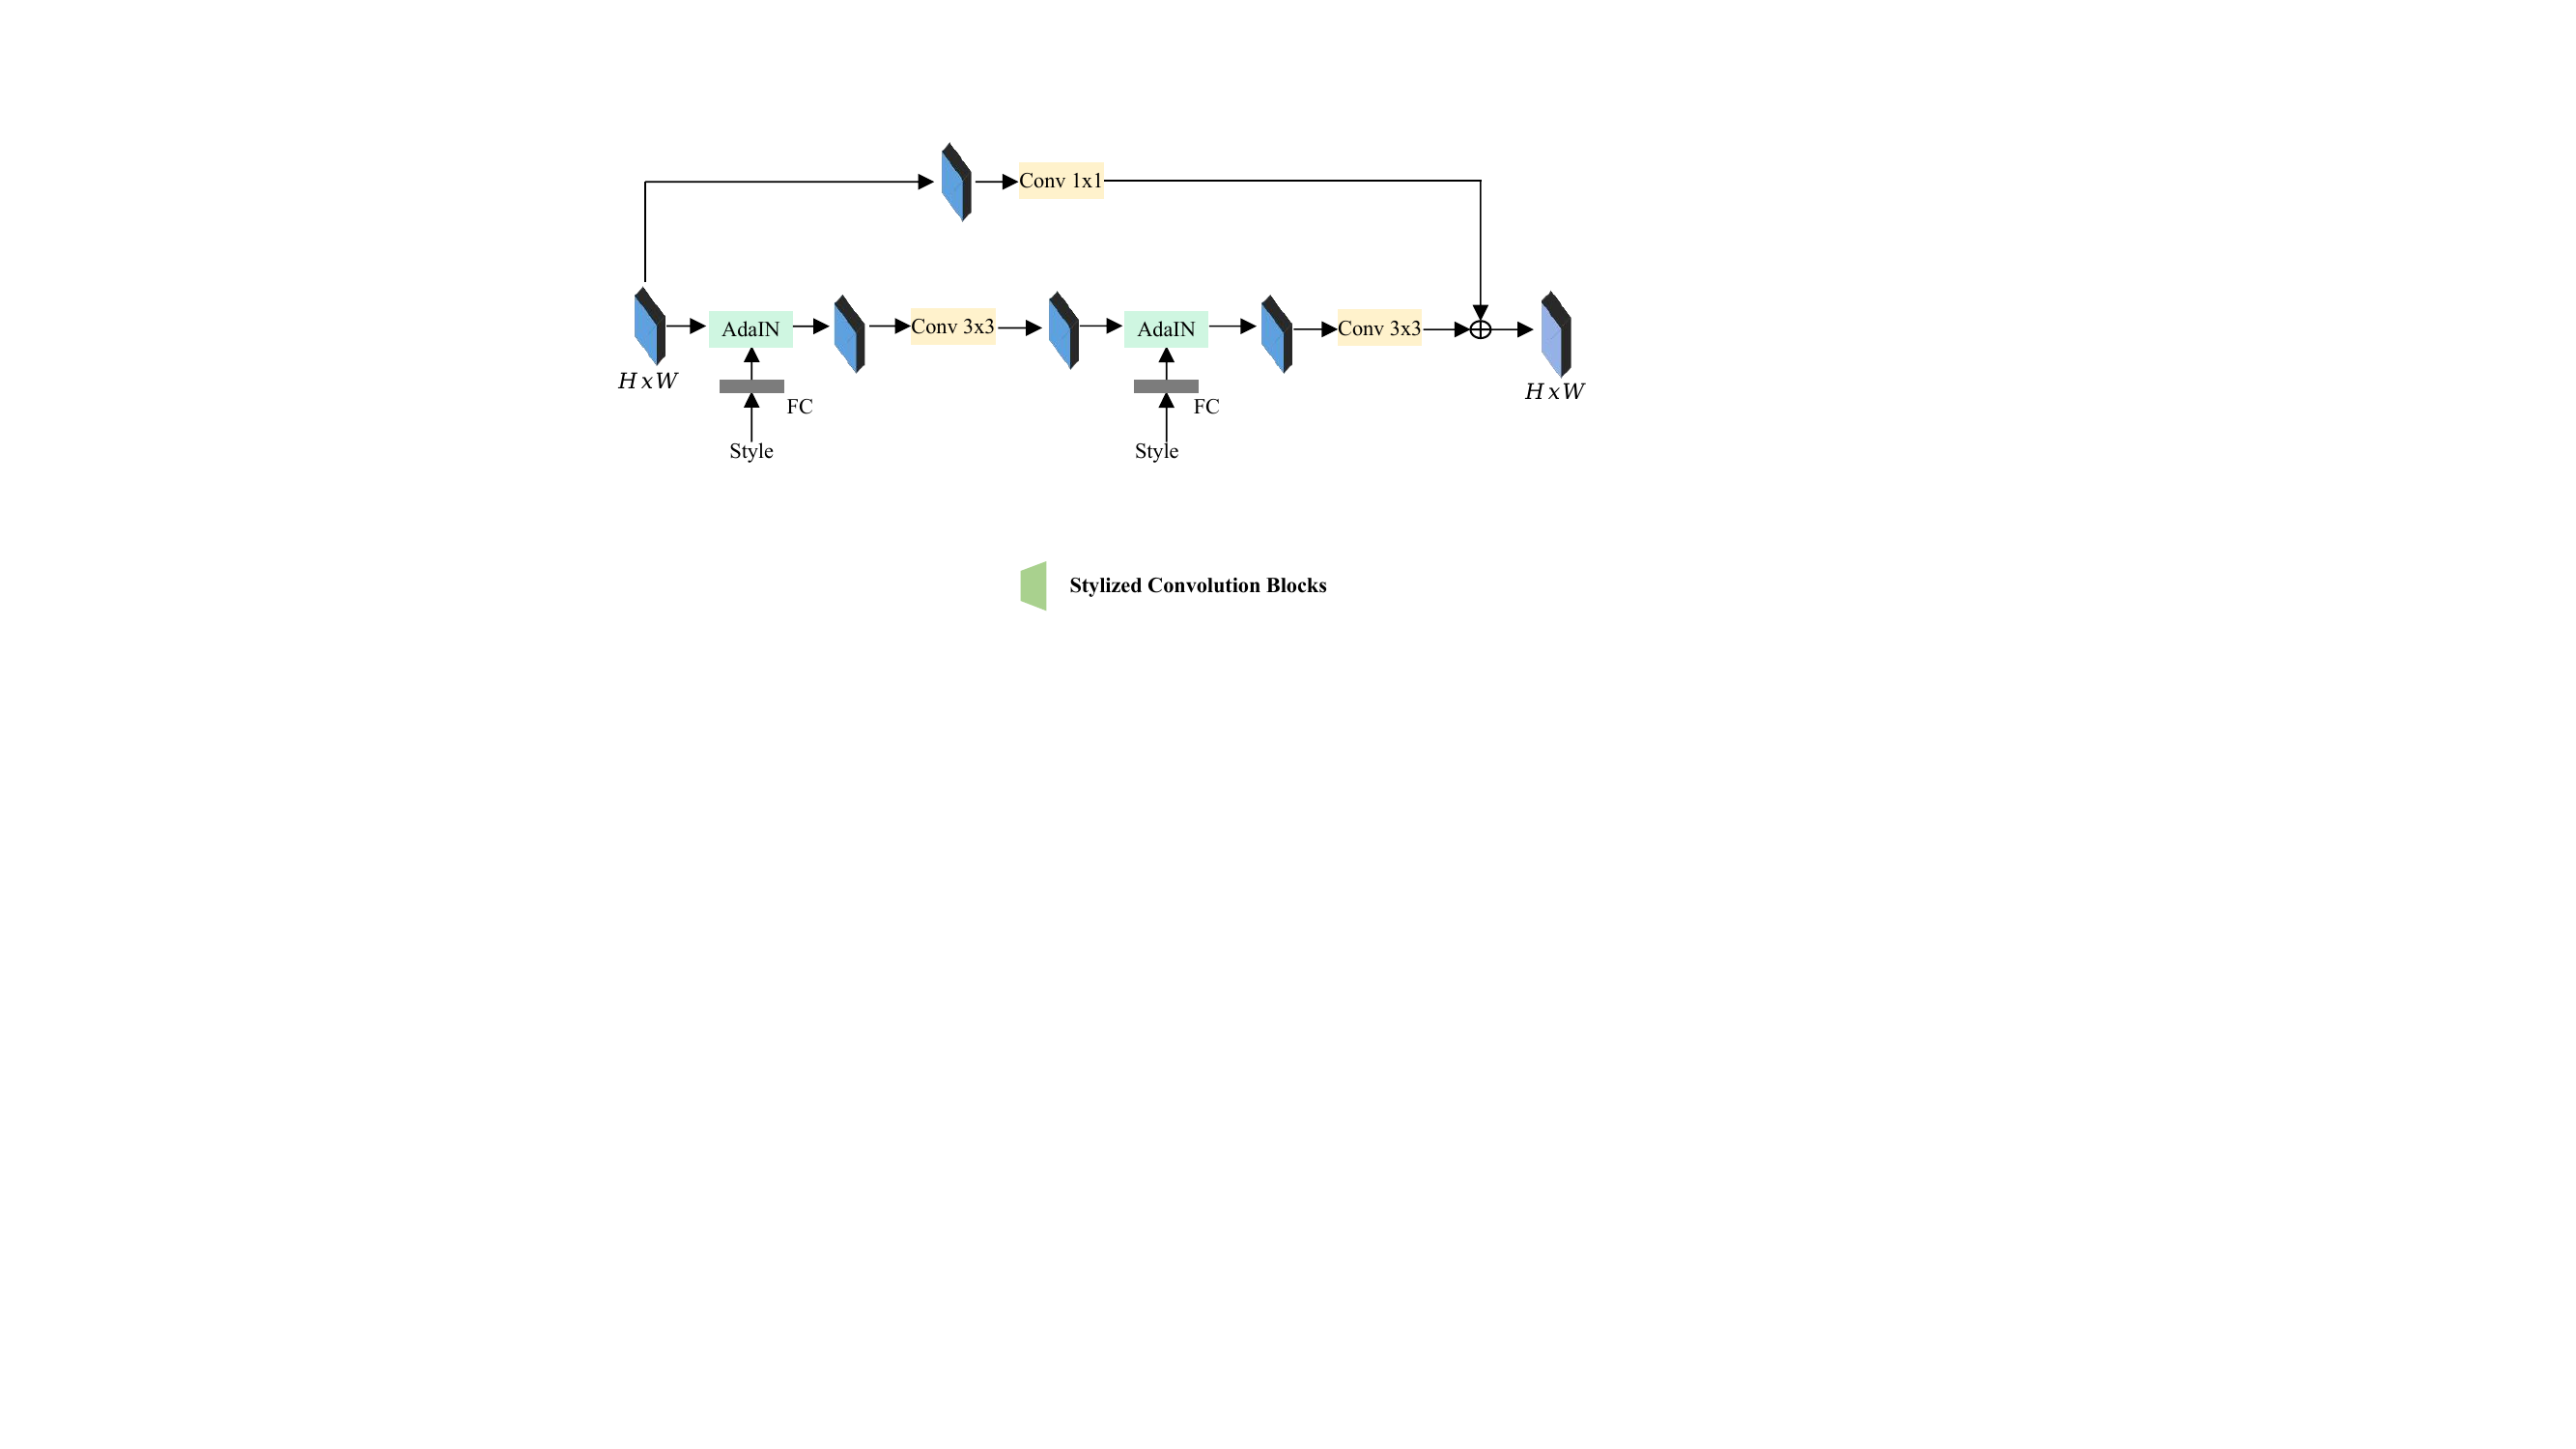 Conv 1x1
AdaIN
Conv 3x3
AdaIN
Conv 3x3
H x W
H x W
FC
FC
Style
Style
Stylized Convolution Blocks